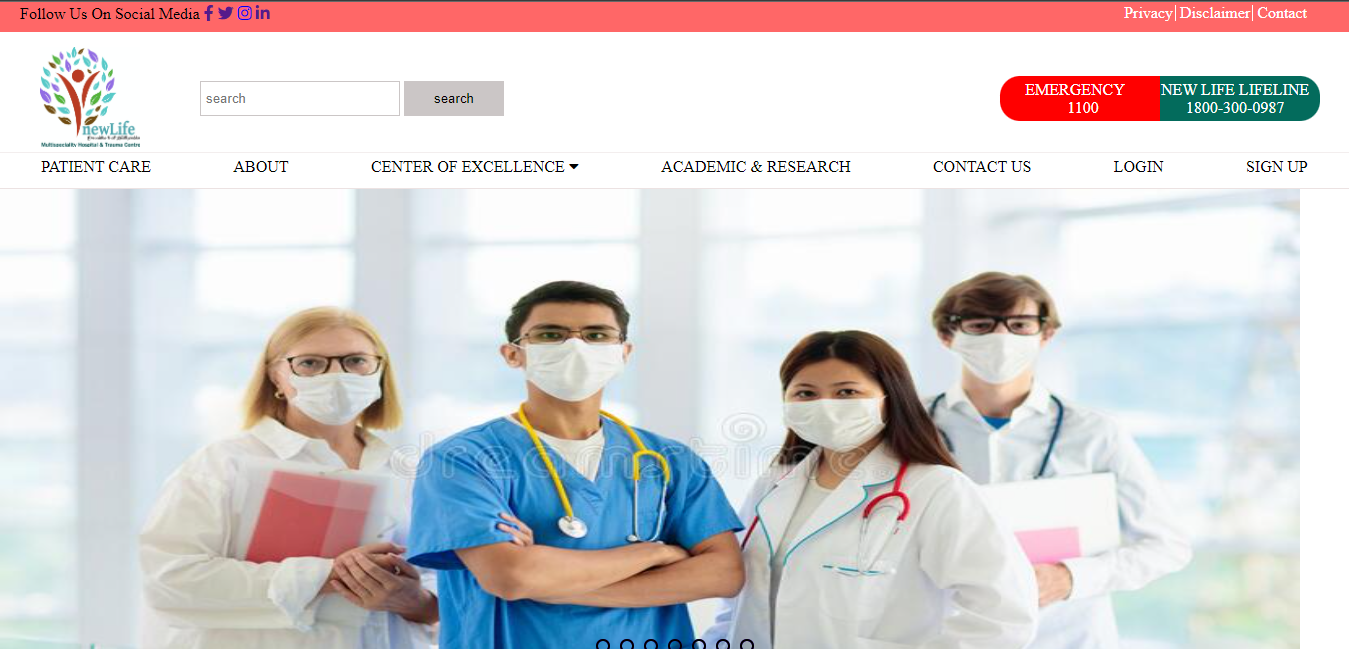 Follow Us On Social Media
Privacy| Disclaimer| Contact
newLife
Multispeciality Hospital & Trauma Centre
search
search
EMERGENCY
1100
NEW LIFE LIFELINE
1800-300-0987
PATIENT CARE
ABOUT
CENTER OF EXCELLENCE
ACADEMIC & RESEARCH
CONTACT US
LOGIN
SIGN UP
dreamstime